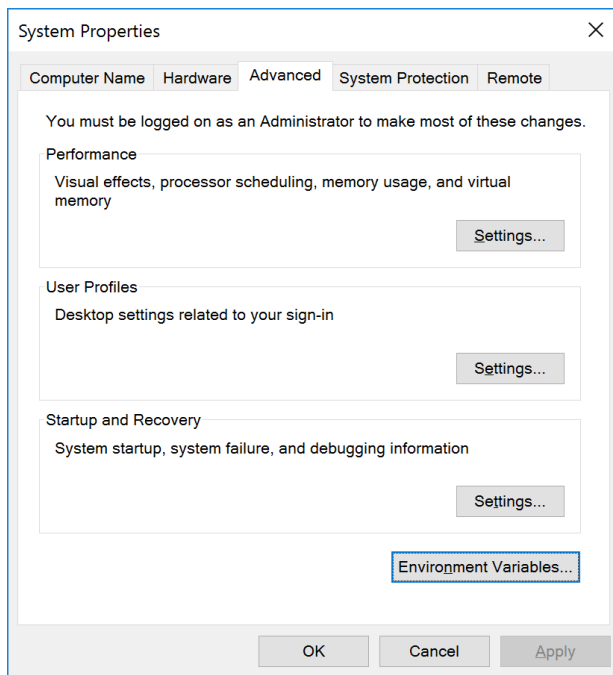 System Properties
Computer Name Hardware Advanced System Protection Remote
You must be logged on as an Administrator to make most of these changes.
Performance
Visual effects, processor scheduling, memory usage, and virtual
memory
Settings...
User Profiles
Desktop settings related to your sign-in
Settings...
Startup and Recovery
System startup, system failure, and debugging information
Settings...
Environment Variables...
OK Cancel Apply